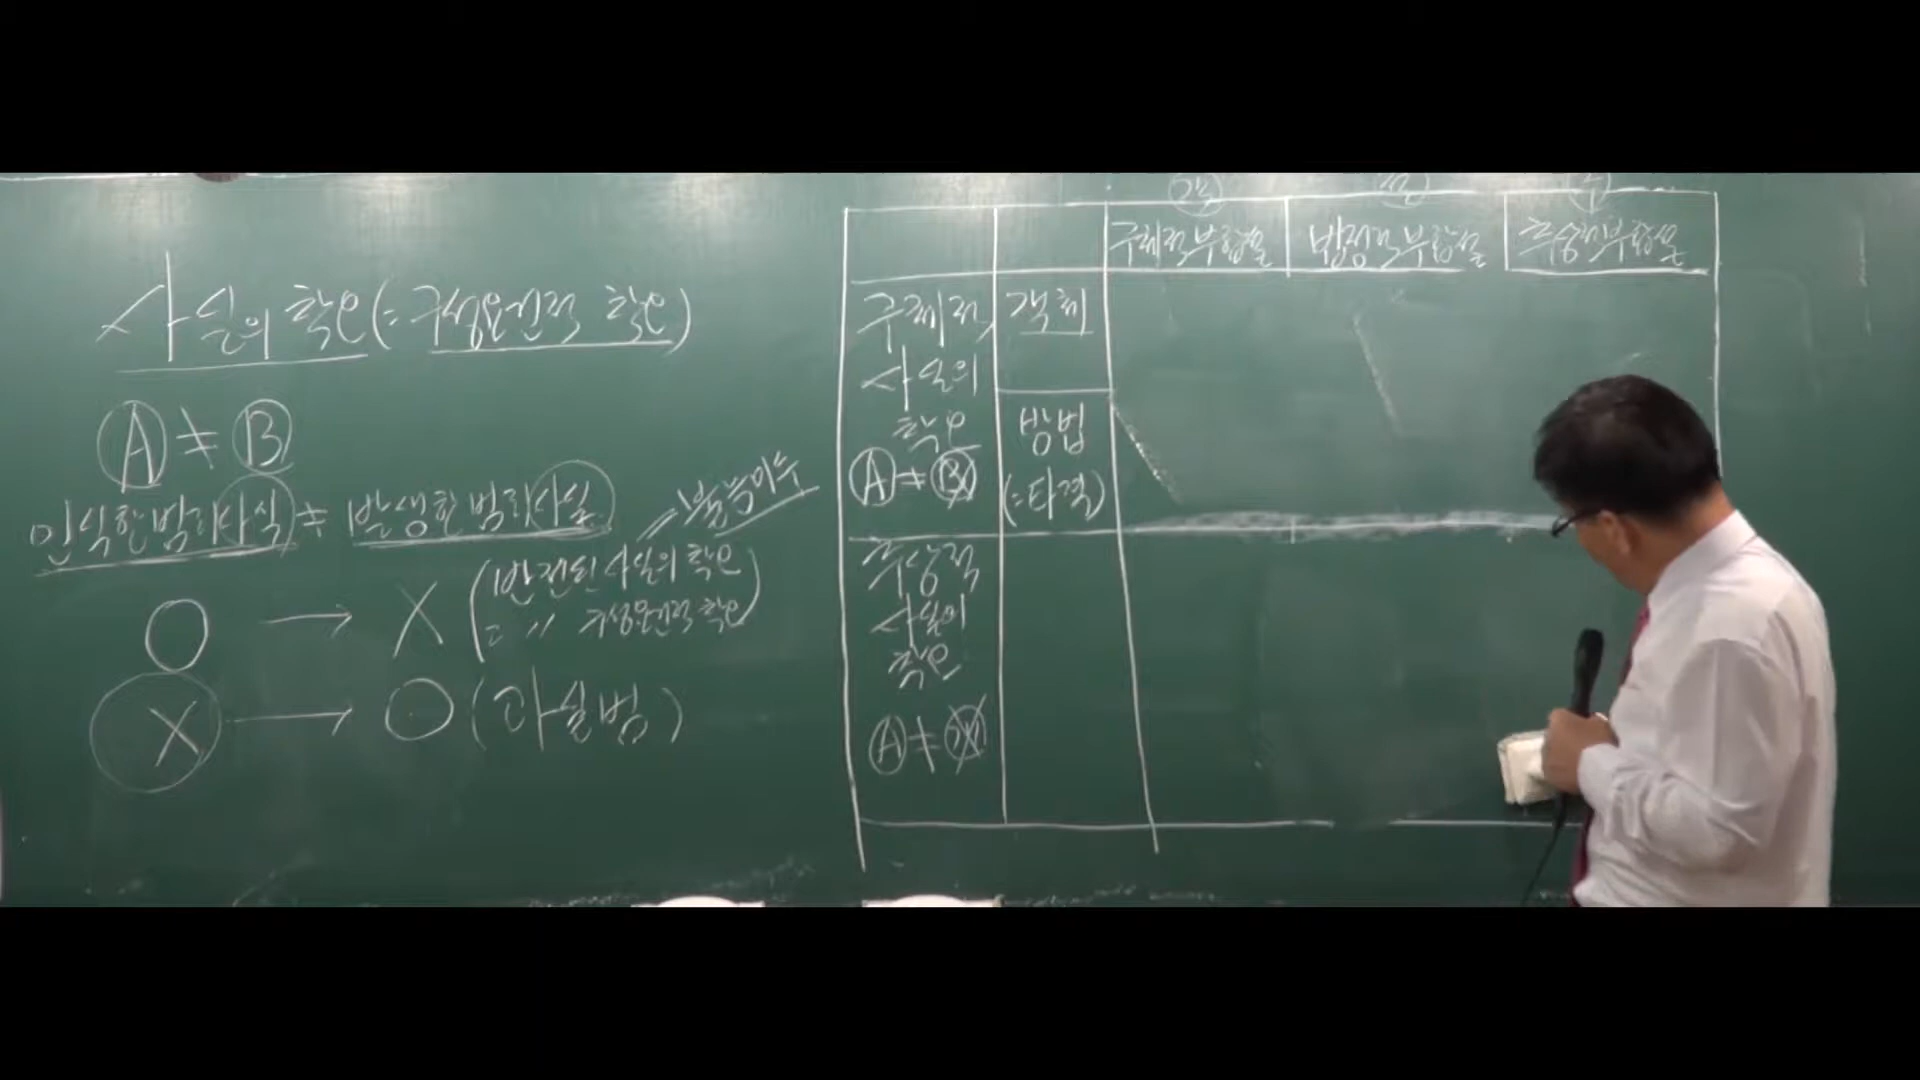 사실의 착오(=구성요건적 착오)
A ≠ B
인식한 범죄사실 ≠ 발생한 범죄사실
불능미수
O → X (반전된 사실의 착오
= 〃 구성요건적 착오)
X → O (과실범)
구체적부합설 법정적부합설 추상적부합설
구체적 객체
사실의
착오 방법
A ≠ B (=타격)
추상적
사실의
착오
A ≠